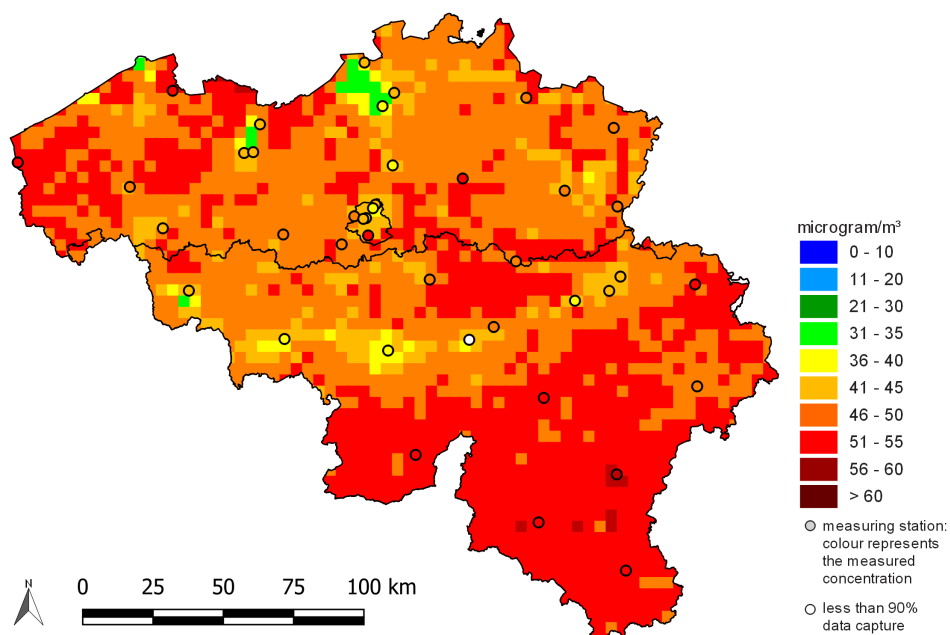 microgram/m³
0 - 10
11 - 20
21 - 30
31 - 35
36 - 40
41 - 45
46 - 50
51 - 55
56 - 60
> 60
measuring station:
colour represents
the measured
concentration
less than 90%
data capture
N
0 25 50 75 100 km